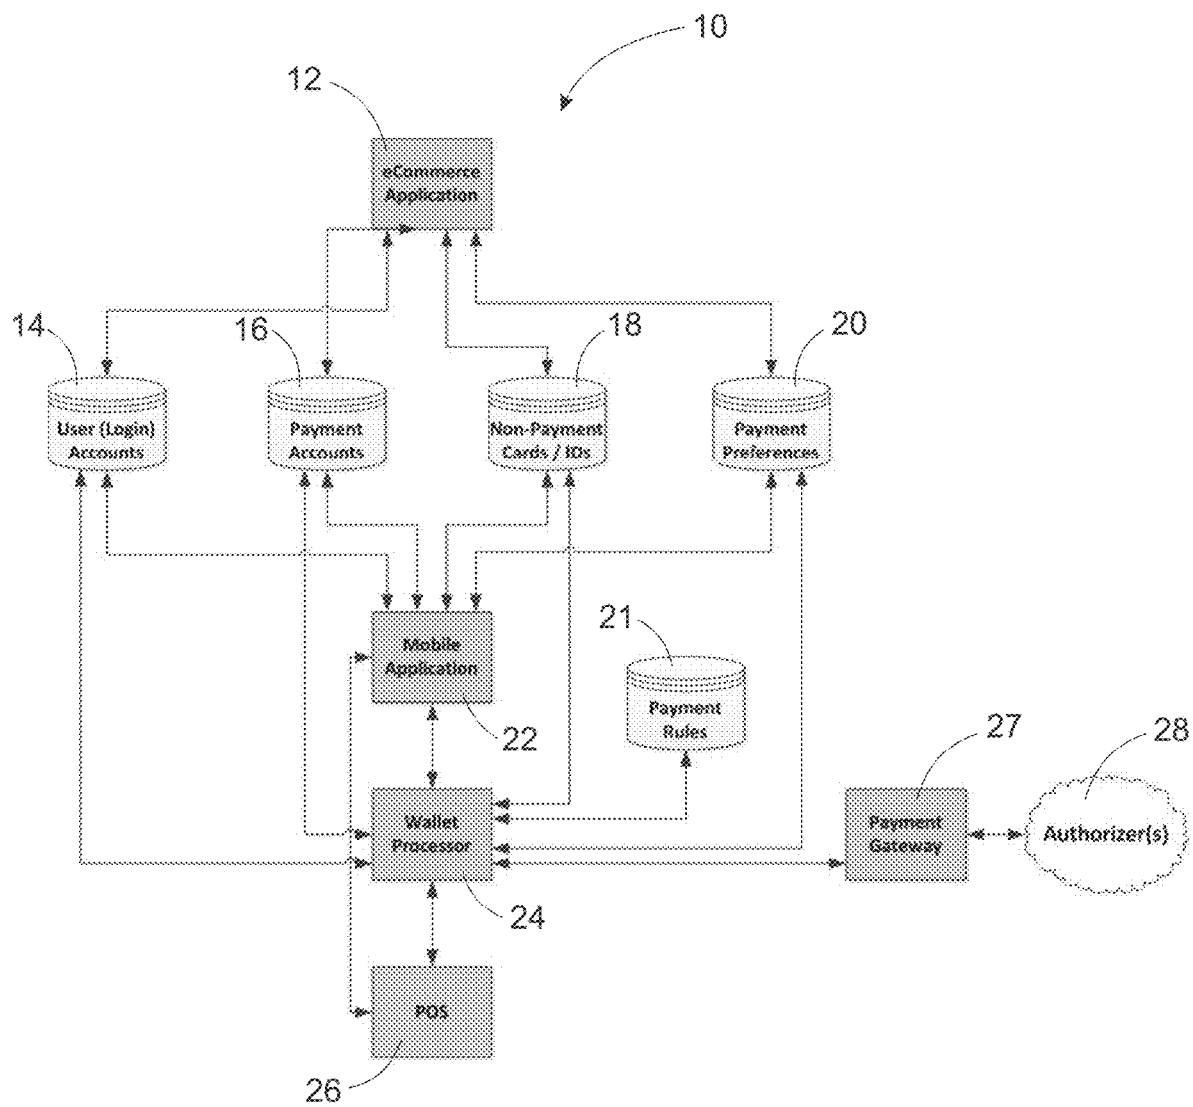 10
12
eCommerce
Application
14
16
18
20
User (Login)
Accounts
Payment
Accounts
Non-Payment
Cards / IDs
Payment
Preferences
21
Mobile
Application
Payment
Rules
22
27
28
Wallet
Processor
Payment
Gateway
Authorizer(s)
24
POS
26